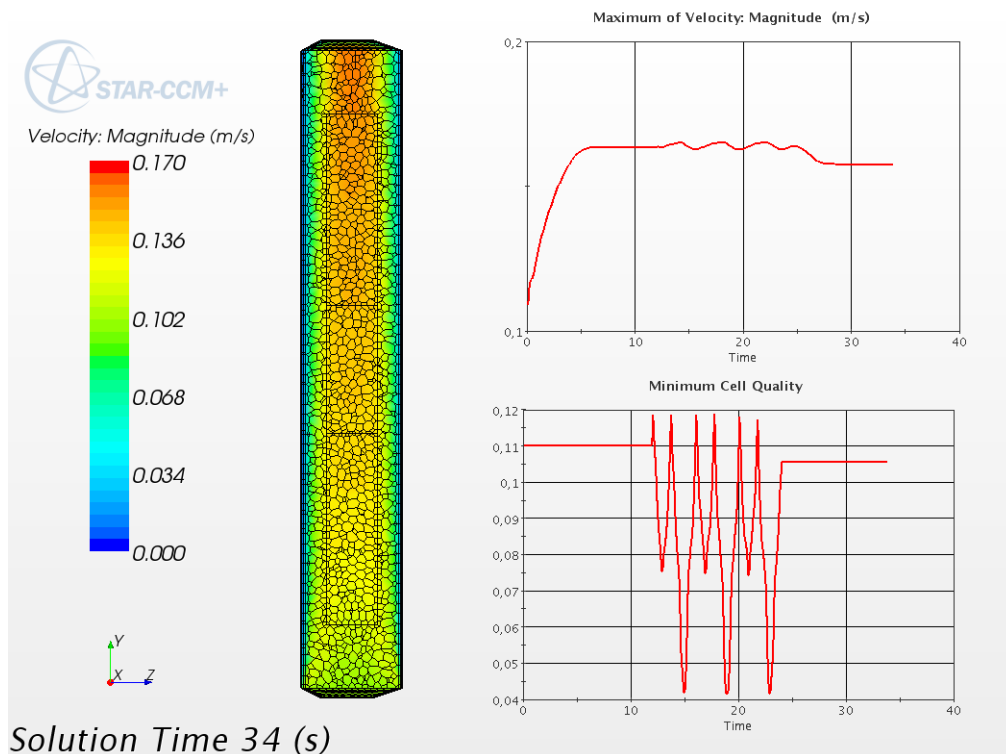 STAR-CCM+
Velocity: Magnitude (m/s)
0.170
0.136
0.102
0.068
0.034
0.000
Y
X
Z
Solution Time 34 (s)
Maximum of Velocity: Magnitude (m/s)
0,2
0,1
0
10
20
30
40
Time
Minimum Cell Quality
0,12
0,11
0,1
0,09
0,08
0,07
0,06
0,05
0,04
0
10
20
30
40
Time